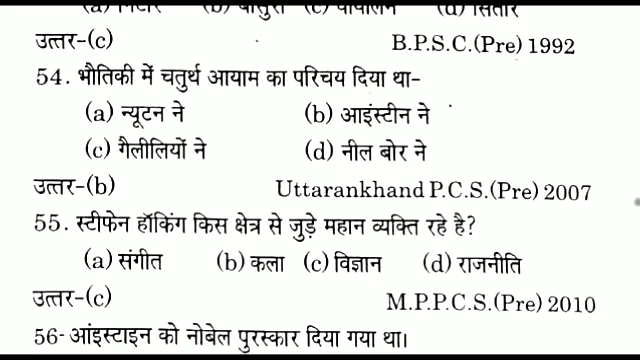 (b) बांसुरी (c) वायलिन (d) सितार
उत्तर-(c) B.P.S.C.(Pre) 1992
54. भौतिकी में चतुर्थ आयाम का परिचय दिया था-
(a) न्यूटन ने (b) आइंस्टीन ने
(c) गैलीलियों ने (d) नील बोर ने
उत्तर-(b) Uttarankhand P.C.S.(Pre) 2007
55. स्टीफेन हॉकिंग किस क्षेत्र से जुड़े महान व्यक्ति रहे है?
(a) संगीत (b) कला (c) विज्ञान (d) राजनीति
उत्तर-(c) M.P.P.C.S.(Pre) 2010
56- आंइस्टाइन को नोबेल पुरस्कार दिया गया था।